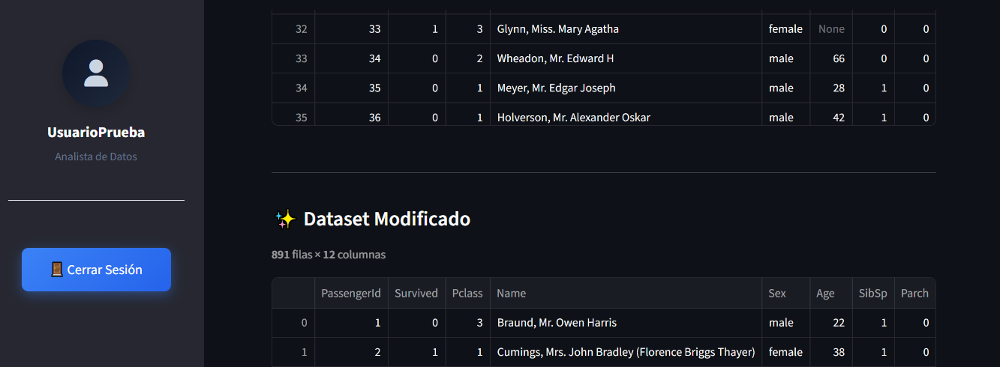 UsuarioPrueba
Analista de Datos
Cerrar Sesión
32 33 1 3 Glynn, Miss. Mary Agatha female None 0 0
33 34 0 2 Wheadon, Mr. Edward H male 66 0 0
34 35 0 1 Meyer, Mr. Edgar Joseph male 28 1 0
35 36 0 1 Holverson, Mr. Alexander Oskar male 42 1 0
Dataset Modificado
891 filas × 12 columnas
PassengerId Survived Pclass Name Sex Age SibSp Parch
0 1 0 3 Braund, Mr. Owen Harris male 22 1 0
1 2 1 1 Cumings, Mrs. John Bradley (Florence Briggs Thayer) female 38 1 0